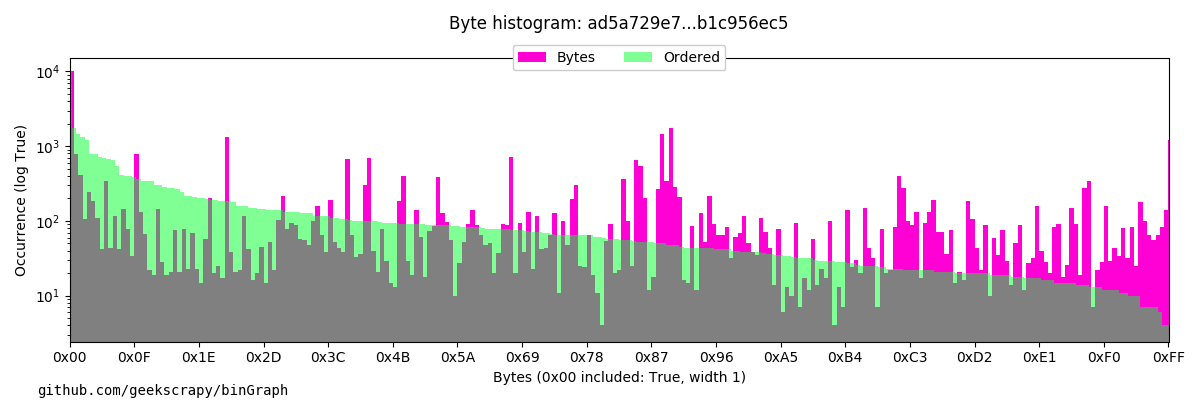 Byte histogram: ad5a729e7...b1c956ec5
Bytes Ordered
Occurrence (log True)
10^4
10^3
10^2
10^1
0x00 0x0F 0x1E 0x2D 0x3C 0x4B 0x5A 0x69 0x78 0x87 0x96 0xA5 0xB4 0xC3 0xD2 0xE1 0xF0 0xFF
Bytes (0x00 included: True, width 1)
github.com/geekscrapy/binGraph